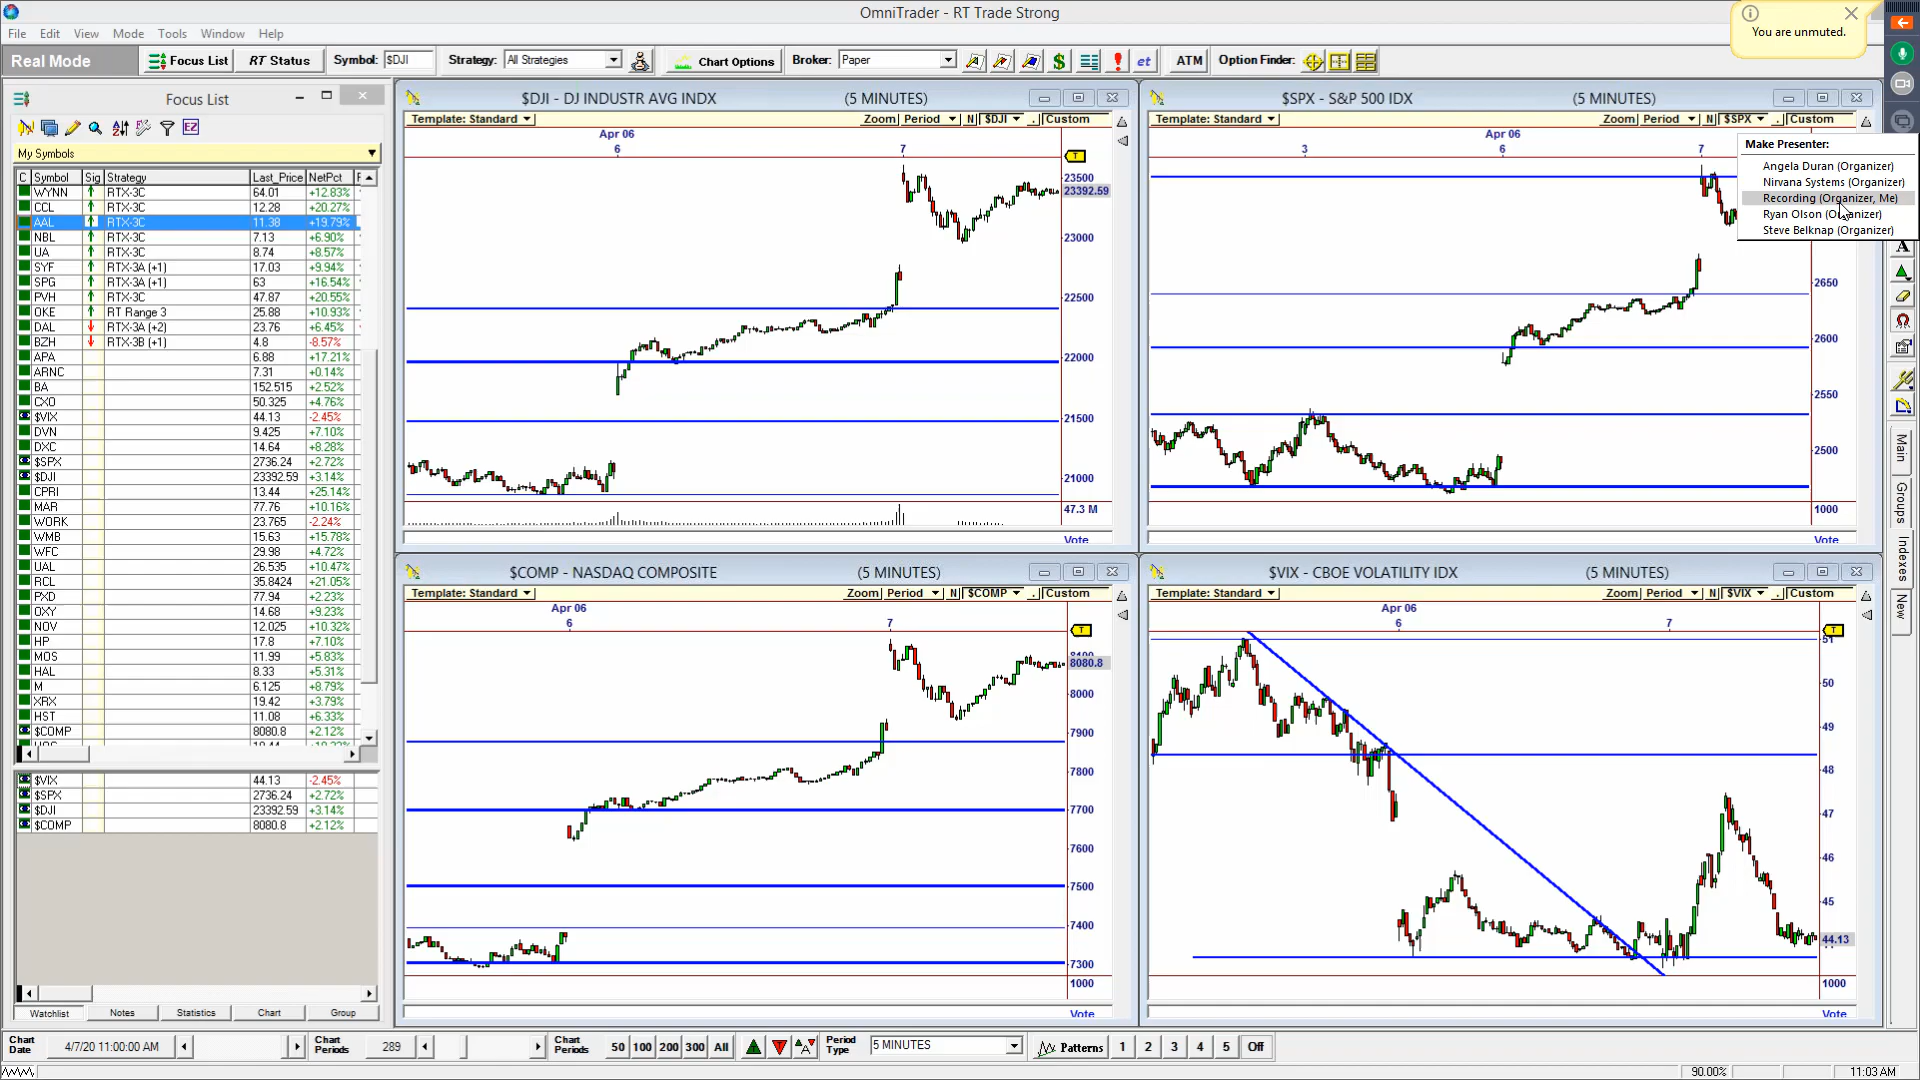 OmniTrader - RT Trade Strong
You are unmuted.
File Edit View Mode Tools Window Help
Real Mode Focus List RT Status Symbol: $DJI Strategy: All Strategies Chart Options Broker: Paper et ATM Option Finder:
Focus List
EZ
My Symbols
C Symbol Sig Strategy Last_Price NetPct
WYNN RTX-3C 64.01 +12.83%
CCL RTX-3C 12.28 +20.27%
AAL RTX-3C 11.38 +19.79%
NBL RTX-3C 7.13 +6.90%
UA RTX-3C 8.74 +8.57%
SYF RTX-3A (+1) 17.03 +9.94%
SPG RTX-3A (+1) 63 +16.54%
PVH RTX-3C 47.87 +20.55%
OKE RT Range 3 25.88 +10.93%
DAL RTX-3A (+2) 23.76 +6.45%
BZH RTX-3B (+1) 4.8 -8.57%
APA 6.88 +17.21%
ARNC 7.31 +0.14%
BA 152.515 +2.52%
CXO 50.325 +4.76%
$VIX 44.13 -2.45%
DVN 9.425 +7.10%
DXC 14.64 +8.28%
$SPX 2736.24 +2.72%
$DJI 23392.59 +3.14%
CPRI 13.44 +25.14%
MAR 77.76 +10.16%
WORK 23.765 -2.24%
WMB 15.63 +15.78%
WFC 29.98 +4.72%
UAL 26.535 +10.47%
RCL 35.8424 +21.05%
PXD 77.94 +2.23%
OXY 14.68 +9.23%
NOV 12.025 +10.32%
HP 17.8 +7.10%
MOS 11.99 +5.83%
HAL 8.33 +5.31%
M 6.125 +8.79%
XRX 19.42 +3.79%
HST 11.08 +6.33%
$COMP 8080.8 +2.12%
$VIX 44.13 -2.45%
$SPX 2736.24 +2.72%
$DJI 23392.59 +3.14%
$COMP 8080.8 +2.12%
Watchlist Notes Statistics Chart Group
$DJI - DJ INDUSTR AVG INDX (5 MINUTES)
Template: Standard Zoom Period N $DJI . Custom
Apr 06
6 7
T
23500
23392.59
23000
22500
22000
21500
21000
47.3 M
Vote
$SPX - S&P 500 IDX (5 MINUTES)
Template: Standard Zoom Period N $SPX . Custom
Apr 06
3 6 7
Make Presenter:
Angela Duran (Organizer)
Nirvana Systems (Organizer)
Recording (Organizer, Me)
Ryan Olson (Organizer)
Steve Belknap (Organizer)
2650
2600
2550
2500
1000
Vote
$COMP - NASDAQ COMPOSITE (5 MINUTES)
Template: Standard Zoom Period N $COMP . Custom
Apr 06
6 7
T
8080.8
8000
7900
7800
7700
7600
7500
7400
7300
1000
Vote
$VIX - CBOE VOLATILITY IDX (5 MINUTES)
Template: Standard Zoom Period N $VIX . Custom
Apr 06
6 7
T
51
50
49
48
47
46
45
44.13
1000
Vote
A
Main
Groups
Indexes
New
Chart Date 4/7/20 11:00:00 AM Chart Periods 289 Chart Periods 50 100 200 300 All Period Type 5 MINUTES Patterns 1 2 3 4 5 Off
90.00% 11:03 AM